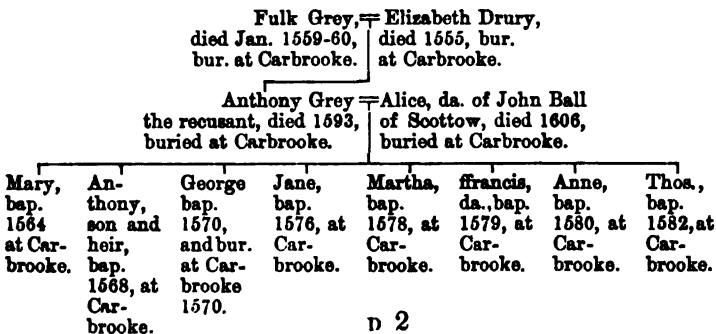 Fulk Grey, = Elizabeth Drury,
died Jan. 1559-60, died 1555, bur.
bur. at Carbrooke. at Carbrooke.
Anthony Grey = Alice, da. of John Ball
the recusant, died 1593, of Scottow, died 1606,
buried at Carbrooke. buried at Carbrooke.
Mary,
bap.
1564
at Car-
brooke.
An-
thony,
son and
heir,
bap.
1568, at
Car-
brooke.
George
bap.
1570,
and bur.
at Car-
brooke
1570.
Jane,
bap.
1576, at
Car-
brooke.
Martha,
bap.
1578, at
Car-
brooke.
ffrancis,
da., bap.
1579, at
Car-
brooke.
Anne,
bap.
1580, at
Car-
brooke.
Thos.,
bap.
1582, at
Car-
brooke.
D 2